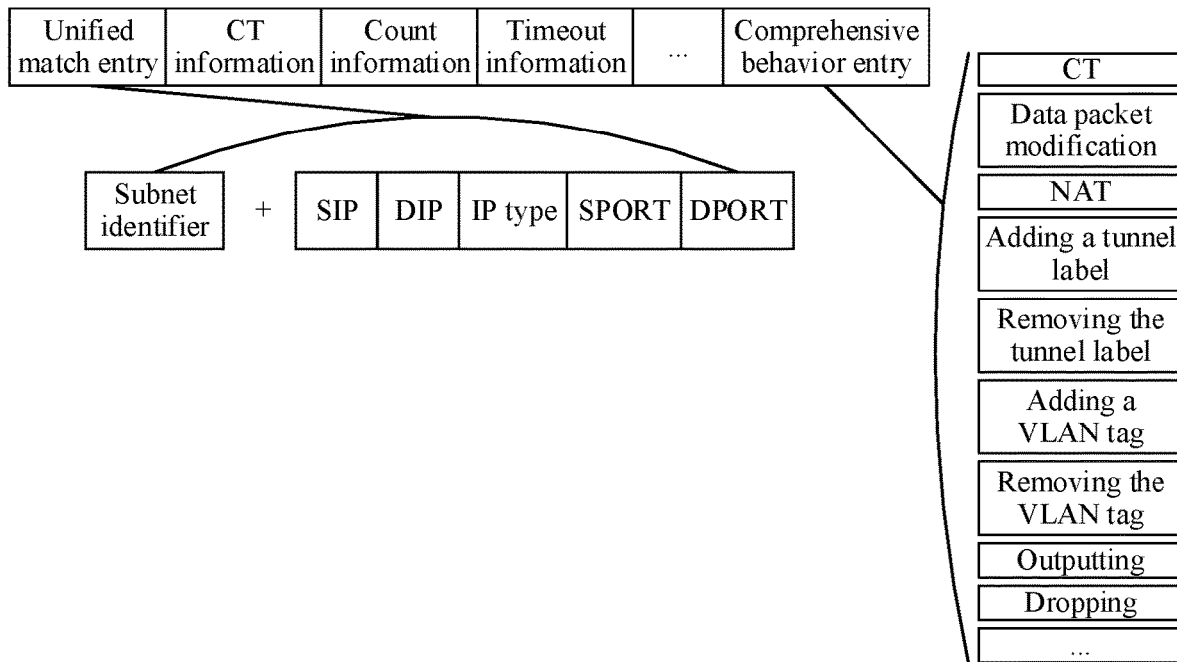 Unified
match entry
CT
information
Count
information
Timeout
information
...
Comprehensive
behavior entry
Subnet
identifier
+
SIP
DIP
IP type
SPORT
DPORT
CT
Data packet
modification
NAT
Adding a tunnel
label
Removing the
tunnel label
Adding a
VLAN tag
Removing the
VLAN tag
Outputting
Dropping
...